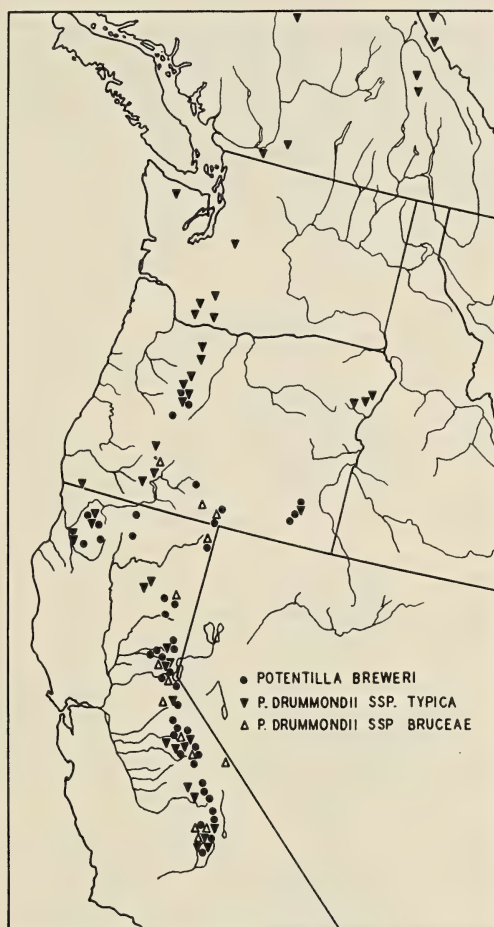 POTENTILLA BREWERI
P. DRUMMONDII SSP. TYPICA
P. DRUMMONDII SSP BRUCEAE